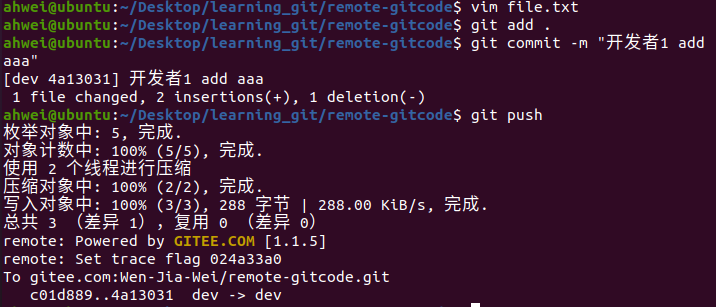 ahwei@ubuntu:~/Desktop/learning_git/remote-gitcode$ vim file.txt
ahwei@ubuntu:~/Desktop/learning_git/remote-gitcode$ git add .
ahwei@ubuntu:~/Desktop/learning_git/remote-gitcode$ git commit -m "开发者1 add
aaa"
[dev 4a13031] 开发者1 add aaa
 1 file changed, 2 insertions(+), 1 deletion(-)
ahwei@ubuntu:~/Desktop/learning_git/remote-gitcode$ git push
枚举对象中: 5, 完成.
对象计数中: 100% (5/5), 完成.
使用 2 个线程进行压缩
压缩对象中: 100% (2/2), 完成.
写入对象中: 100% (3/3), 288 字节 | 288.00 KiB/s, 完成.
总共 3 （差异 1），复用 0 （差异 0）
remote: Powered by GITEE.COM [1.1.5]
remote: Set trace flag 024a33a0
To gitee.com:Wen-Jia-Wei/remote-gitcode.git
   c01d889..4a13031  dev -> dev